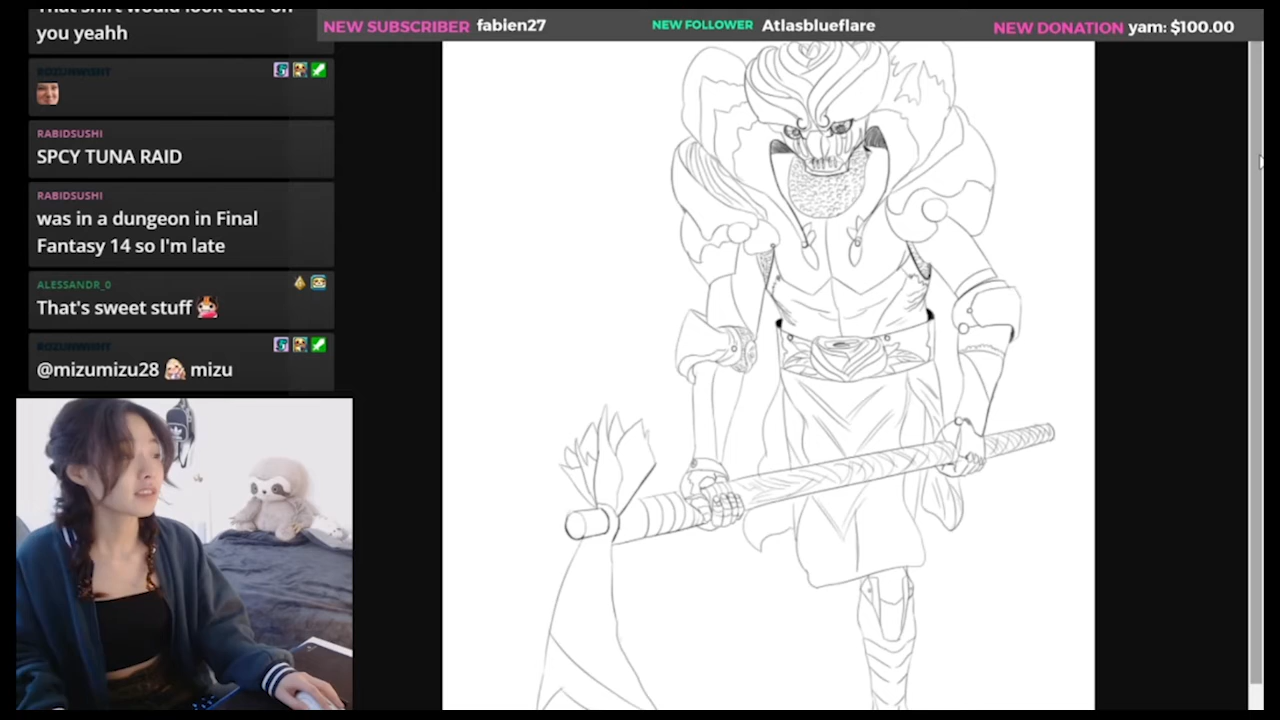 NEW SUBSCRIBER fabien27 NEW FOLLOWER Atlasblueflare NEW DONATION yam: $100.00
That shirt would look cute on
you yeahh
RABIDSUSHI
SPCY TUNA RAID
RABIDSUSHI
was in a dungeon in Final
Fantasy 14 so I'm late
ALESSANDR_0
That's sweet stuff
@mizumizu28 mizu